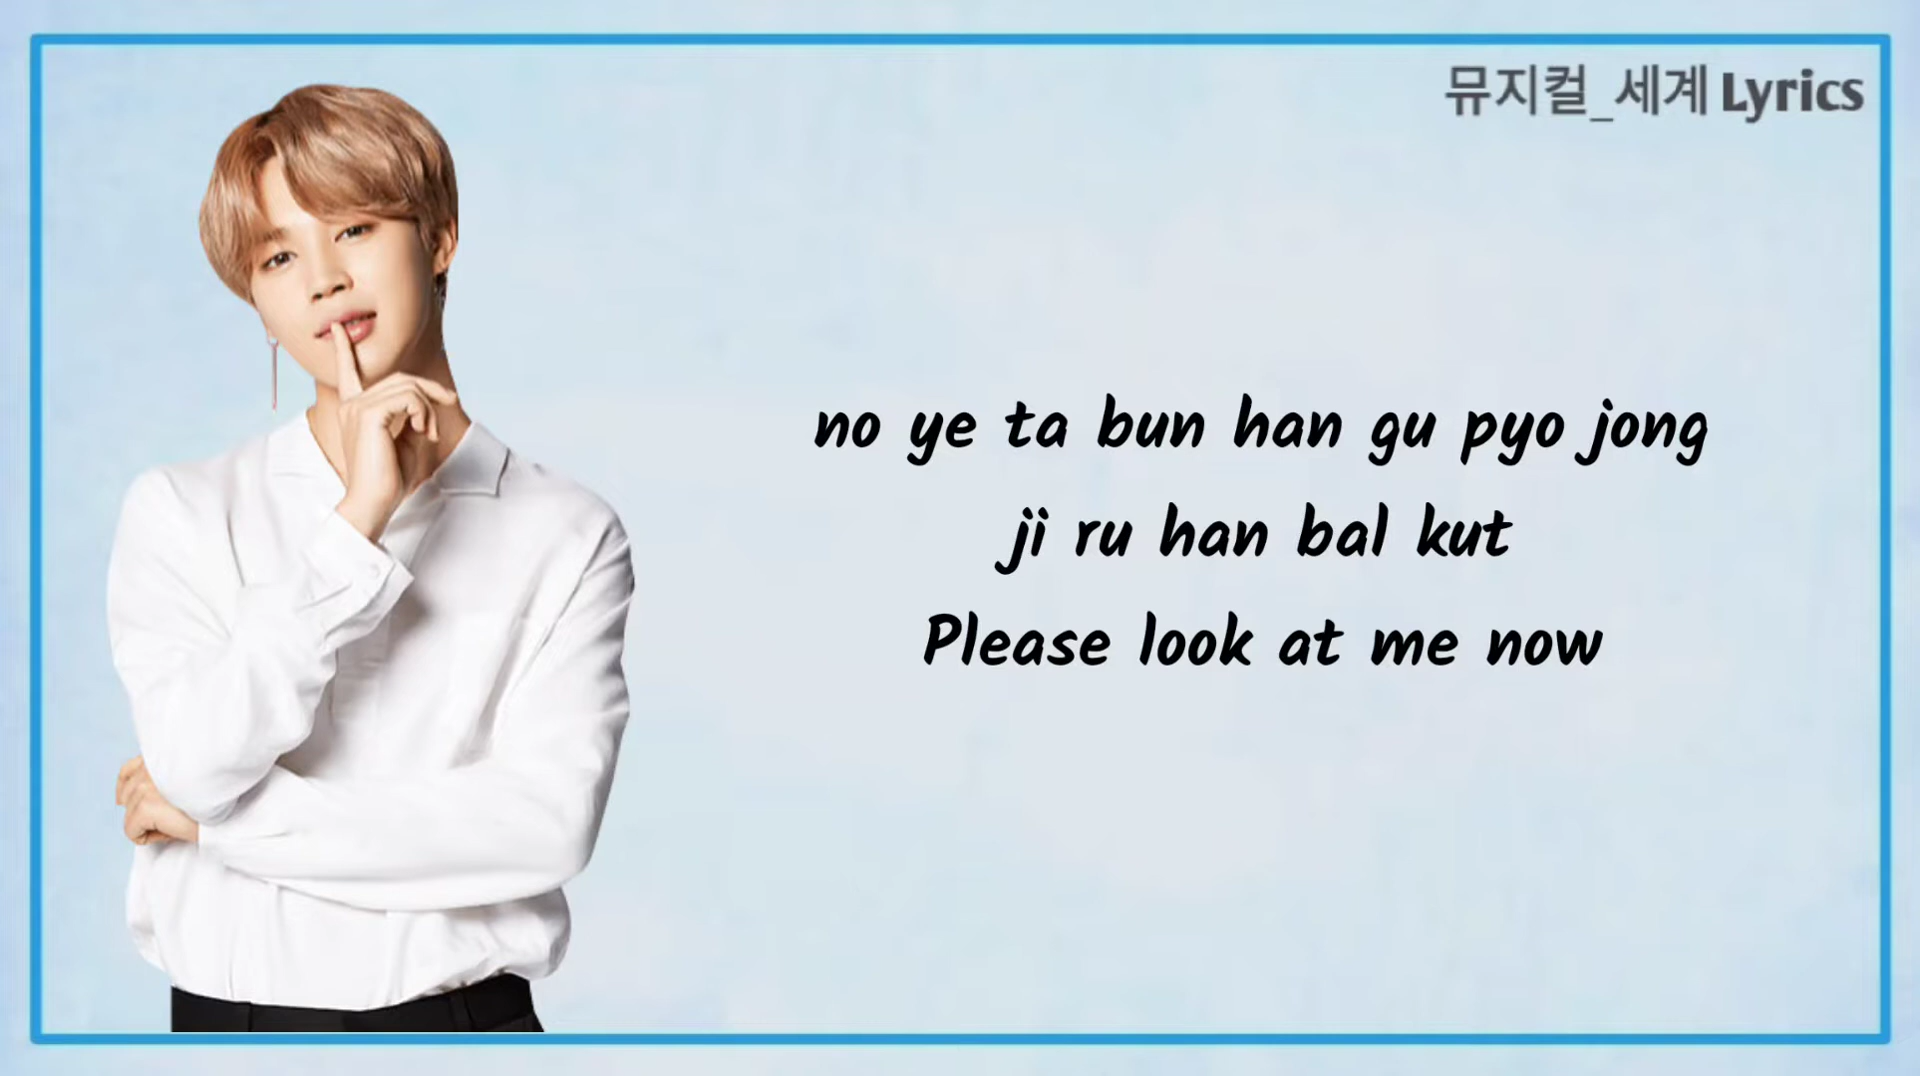 뮤지컬_세계 Lyrics
no ye ta bun han gu pyo jong
ji ru han bal kut
Please look at me now